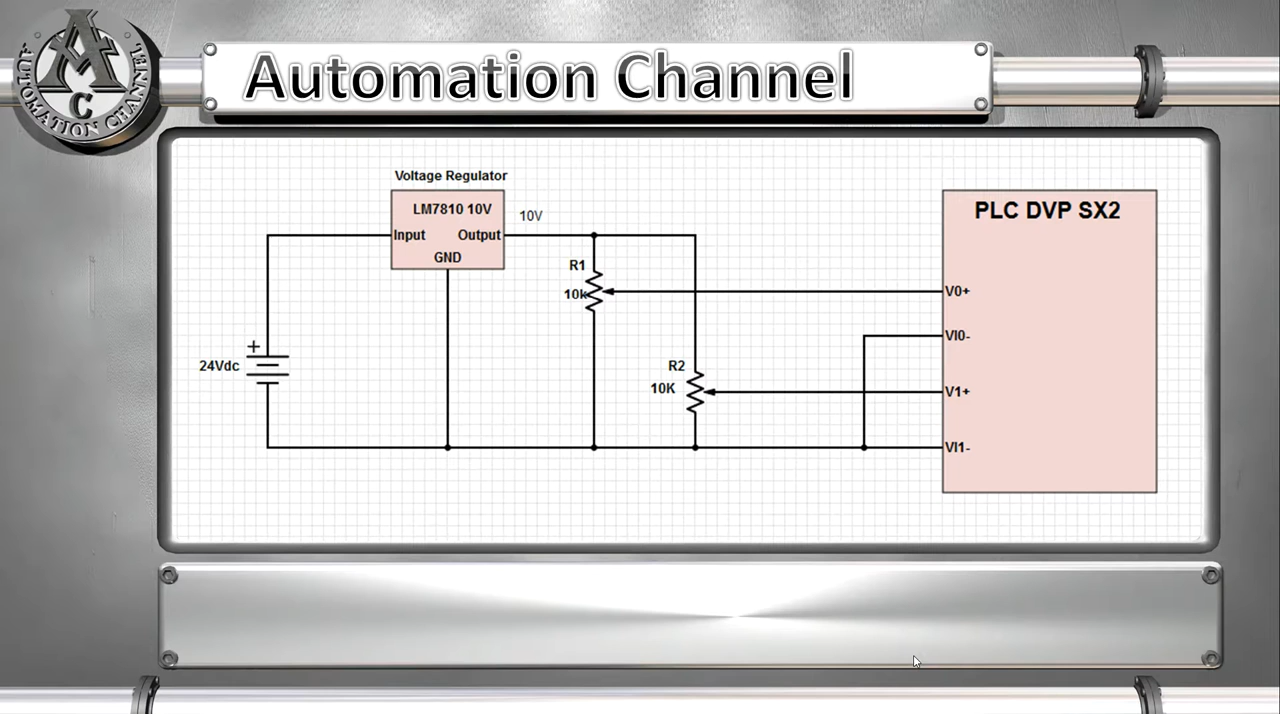 AUTOMATION CHANNEL
A
C
Automation Channel
Voltage Regulator
LM7810 10V
10V
Input Output
GND
PLC DVP SX2
R1
10k
V0+
VI0-
+
24Vdc
R2
10K
V1+
VI1-